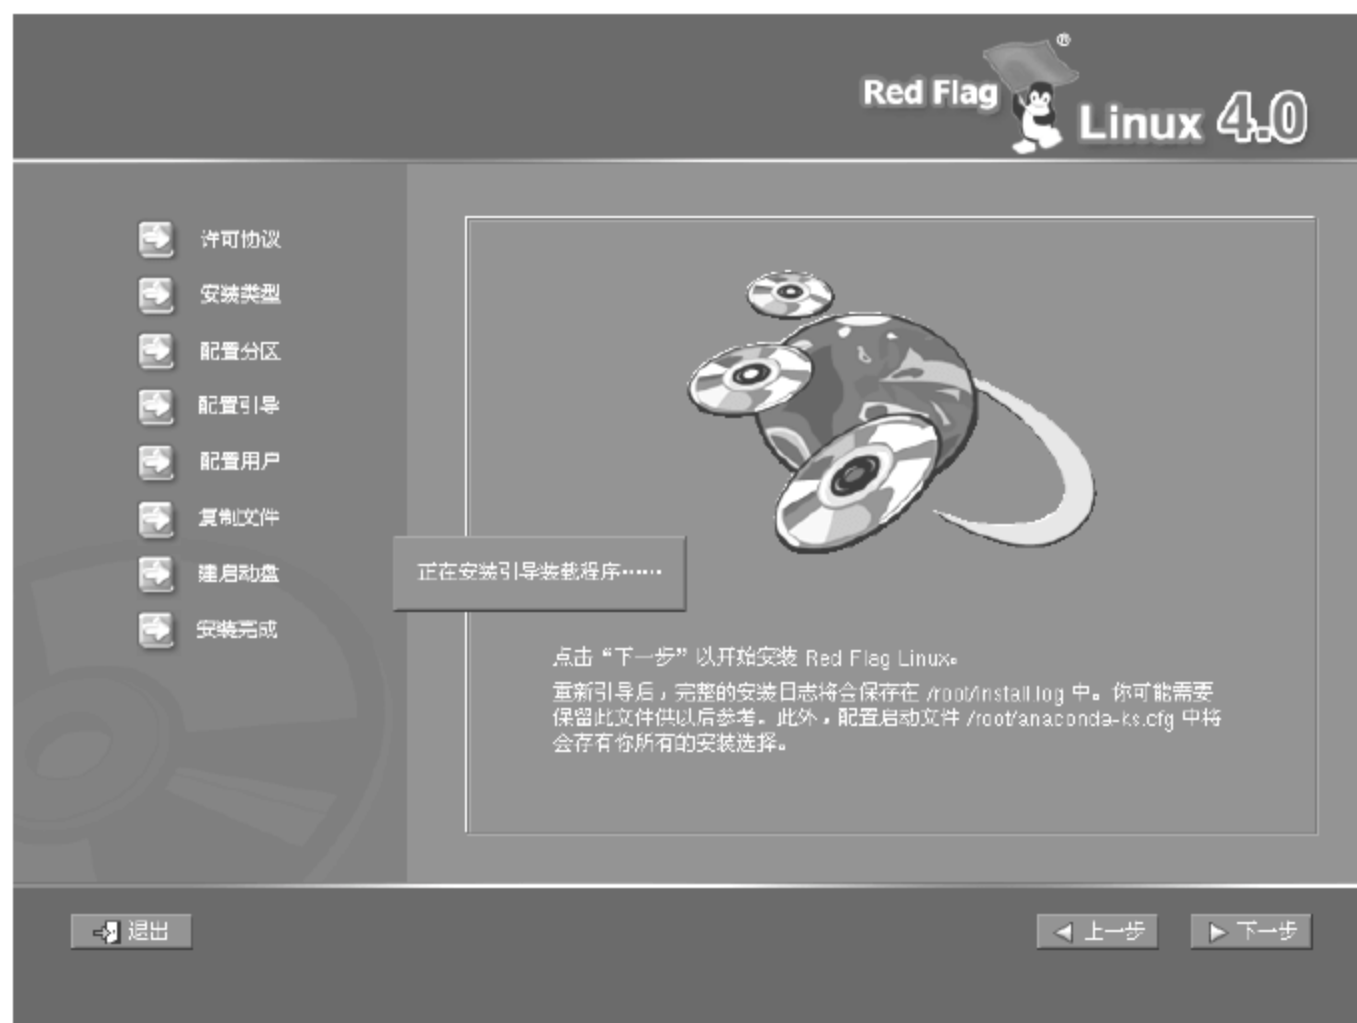 Red Flag ®
Linux 4.0
许可协议
安装类型
配置分区
配置引导
配置用户
复制文件
建启动盘
安装完成
正在安装引导装载程序……
点击“下一步”以开始安装 Red Flag Linux。
重新引导后，完整的安装日志将会保存在 /root/install.log 中。你可能需要
保留此文件供以后参考。此外，配置启动文件 /root/anaconda-ks.cfg 中将
会存有你所有的安装选择。
退出
上一步
下一步